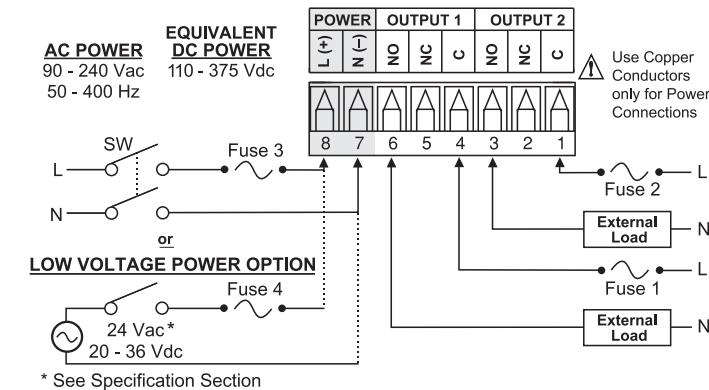 AC POWER
90 - 240 Vac
50 - 400 Hz
EQUIVALENT
DC POWER
110 - 375 Vdc
POWER OUTPUT 1 OUTPUT 2
L (+) N (–) NO NC C NO NC C
8 7 6 5 4 3 2 1
Use Copper
Conductors
only for Power
Connections
SW
Fuse 3
L
N
or
LOW VOLTAGE POWER OPTION
Fuse 4
24 Vac*
20 - 36 Vdc
* See Specification Section
L
Fuse 2
External
Load
N
L
Fuse 1
External
Load
N